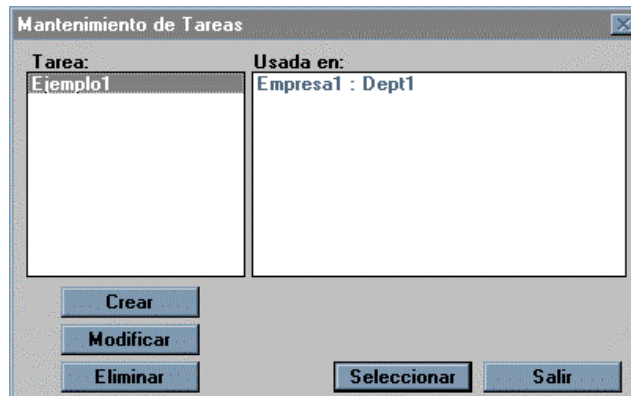 Mantenimiento de Tareas
Tarea:
Usada en:
Ejemplo1
Empresa1 : Dept1
Crear
Modificar
Eliminar
Seleccionar
Salir